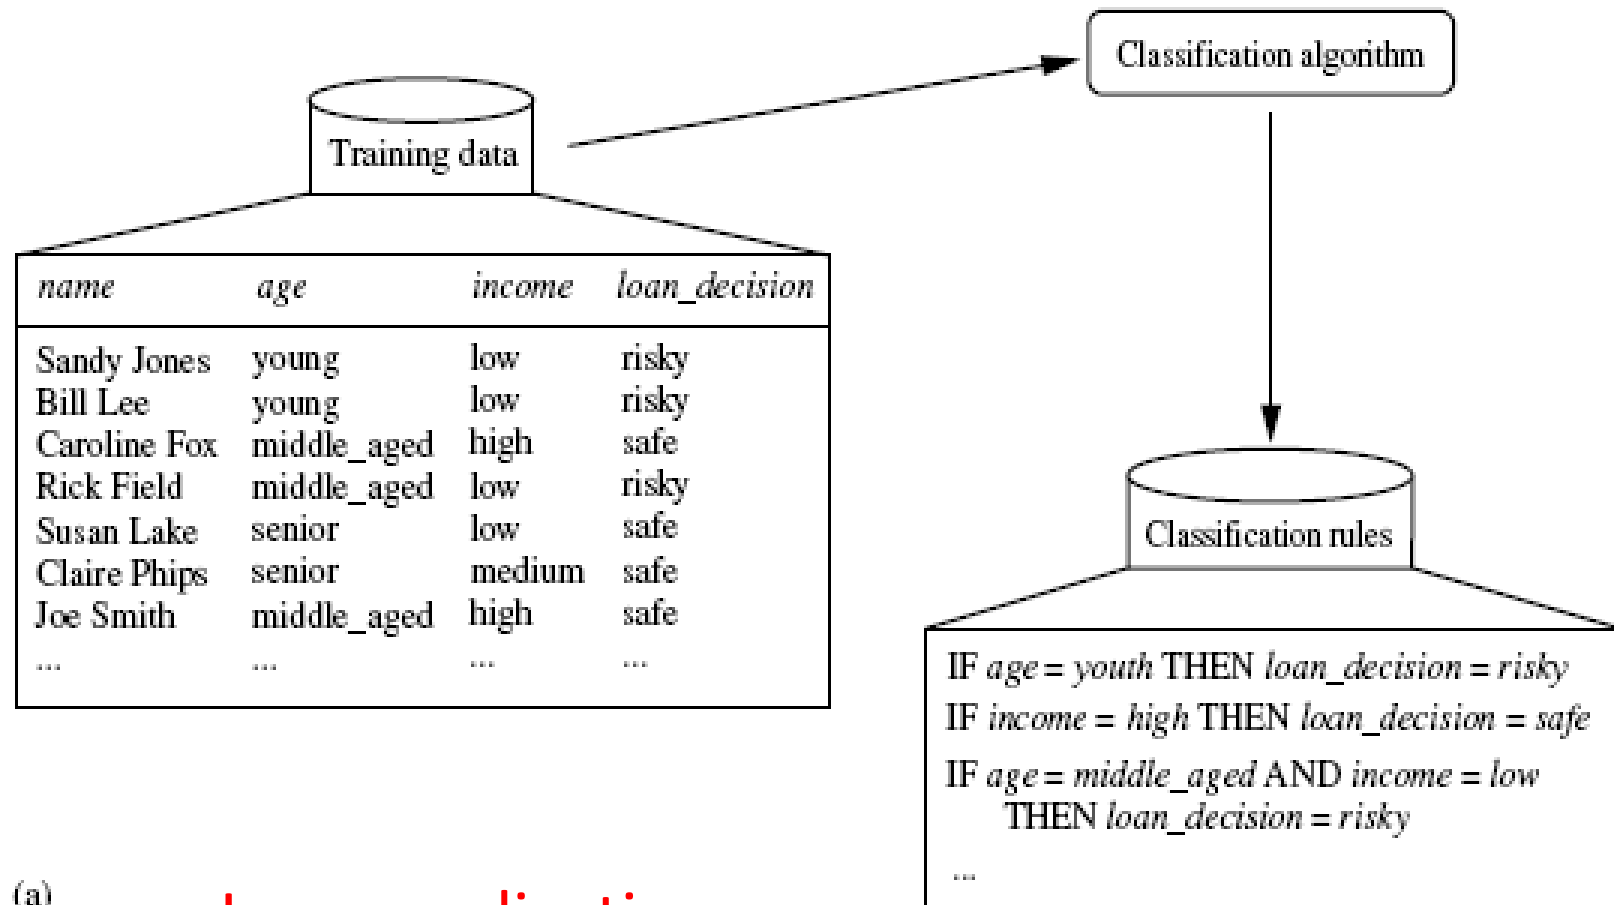 Classification algorithm
Training data
name age income loan_decision
Sandy Jones young low risky
Bill Lee young low risky
Caroline Fox middle_aged high safe
Rick Field middle_aged low risky
Susan Lake senior low safe
Claire Phips senior medium safe
Joe Smith middle_aged high safe
... ... ... ...
Classification rules
IF age = youth THEN loan_decision = risky
IF income = high THEN loan_decision = safe
IF age = middle_aged AND income = low
THEN loan_decision = risky
...
(a)